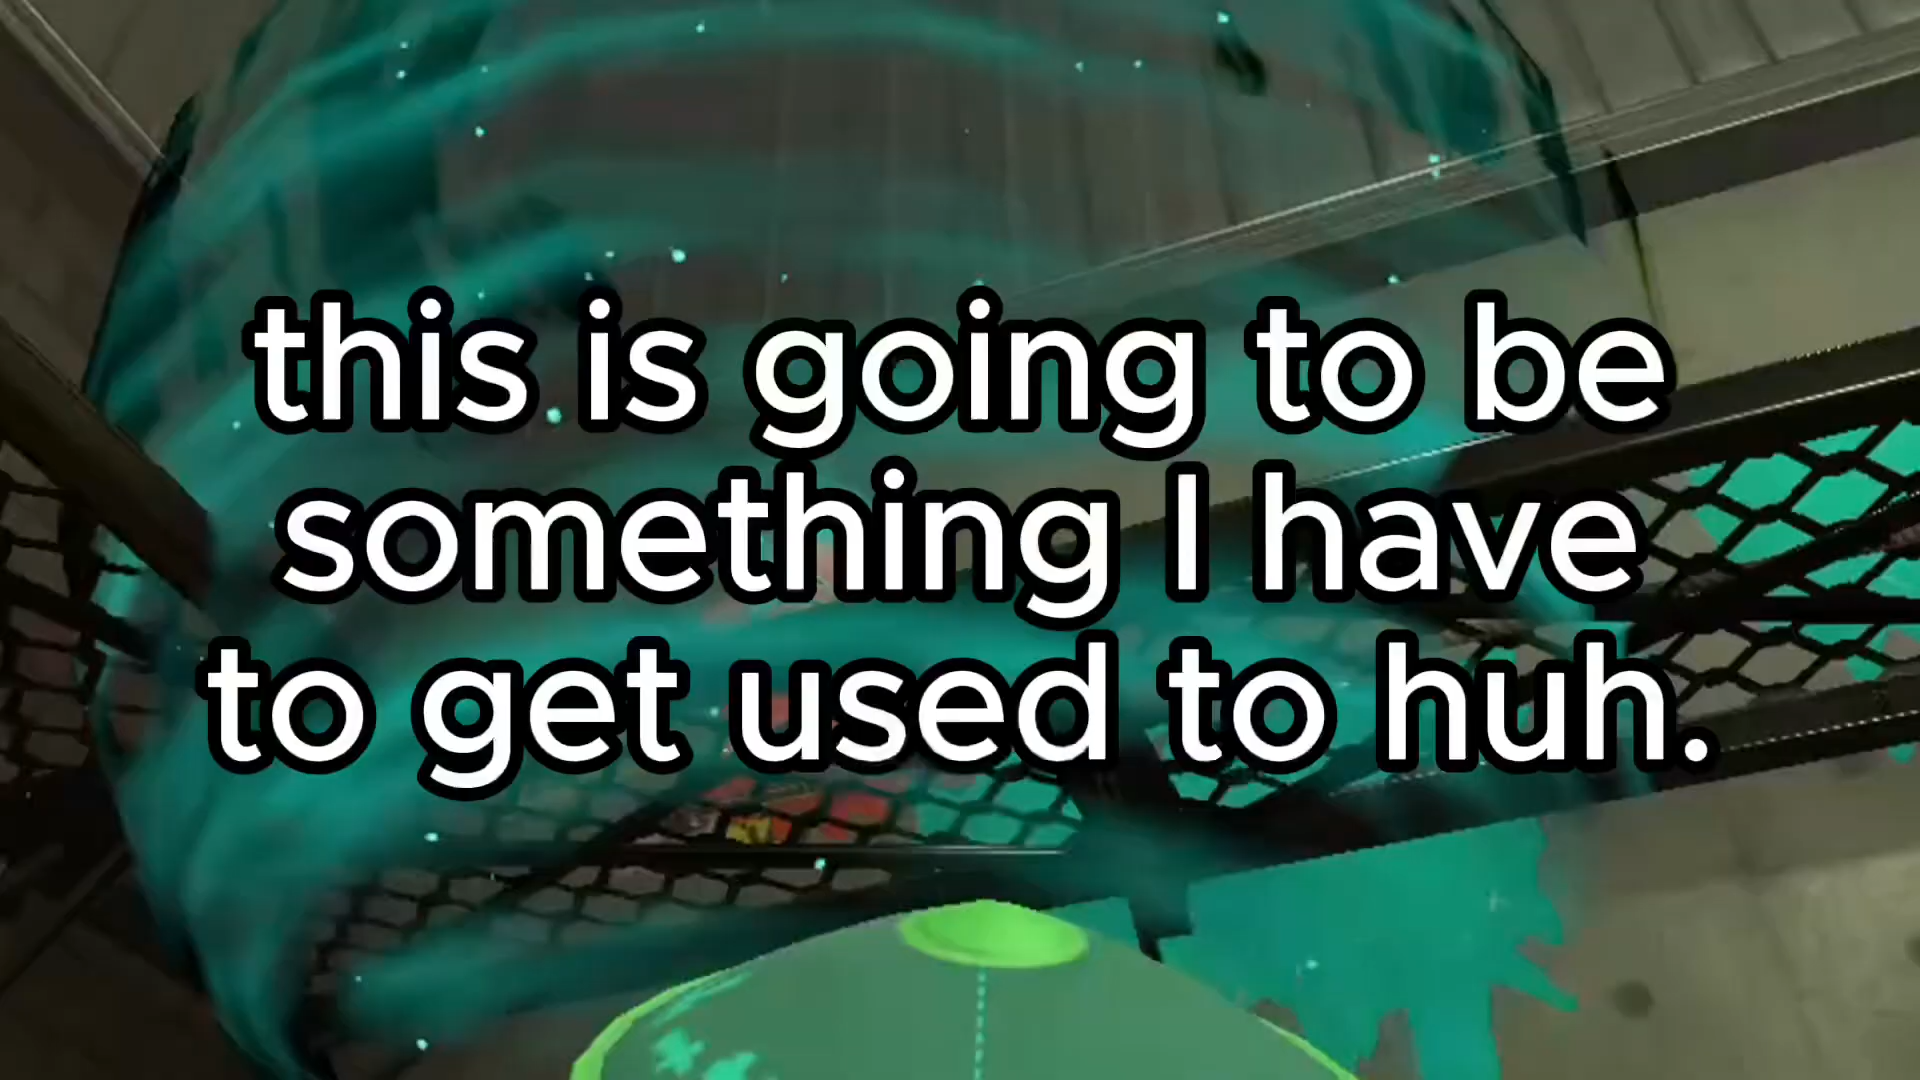 this is going to be
something I have
to get used to huh.